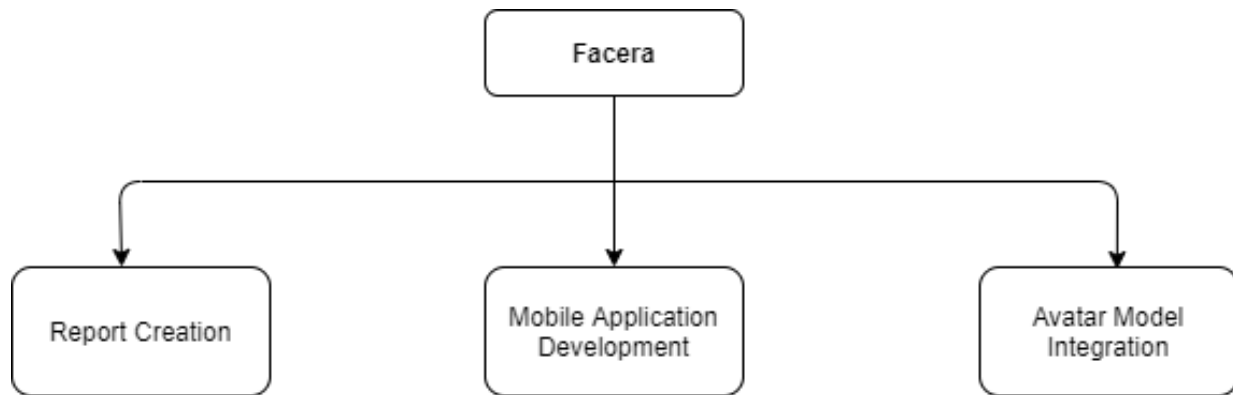 Facera
Report Creation
Mobile Application
Development
Avatar Model
Integration